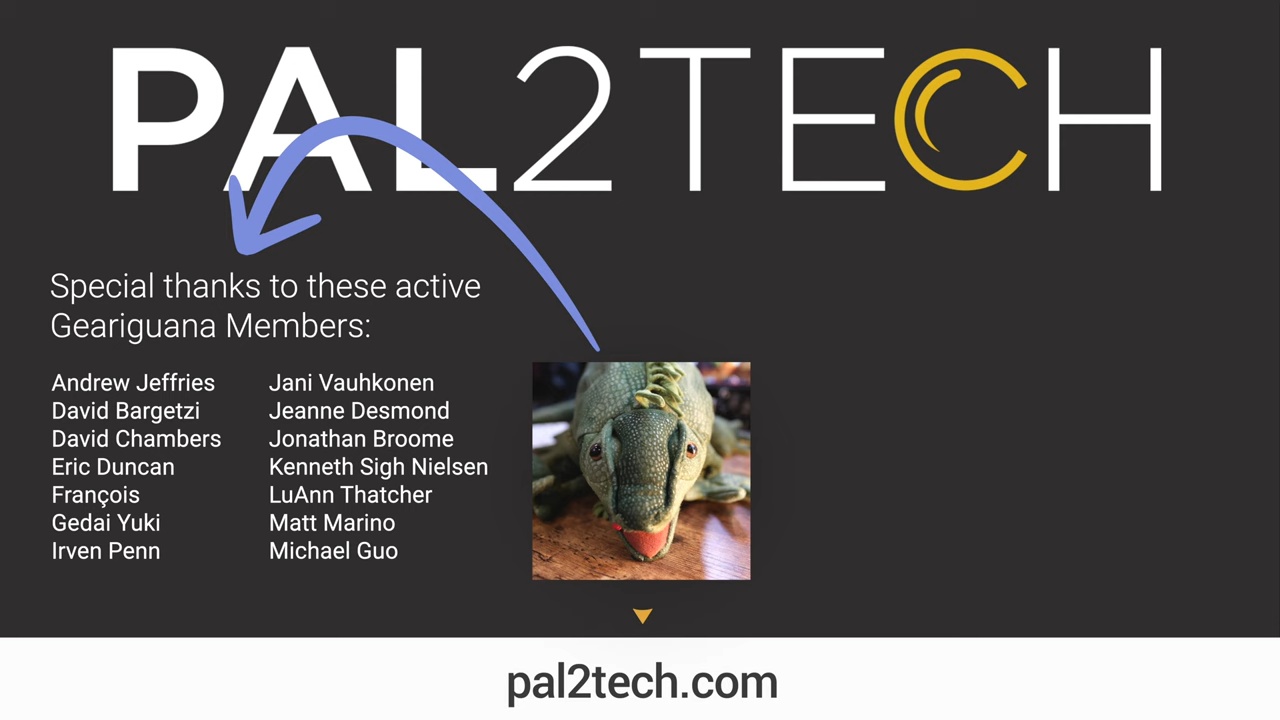 PAL2TECH
Special thanks to these active
Geariguana Members:
Andrew Jeffries
David Bargetzi
David Chambers
Eric Duncan
François
Gedai Yuki
Irven Penn
Jani Vauhkonen
Jeanne Desmond
Jonathan Broome
Kenneth Sigh Nielsen
LuAnn Thatcher
Matt Marino
Michael Guo
pal2tech.com